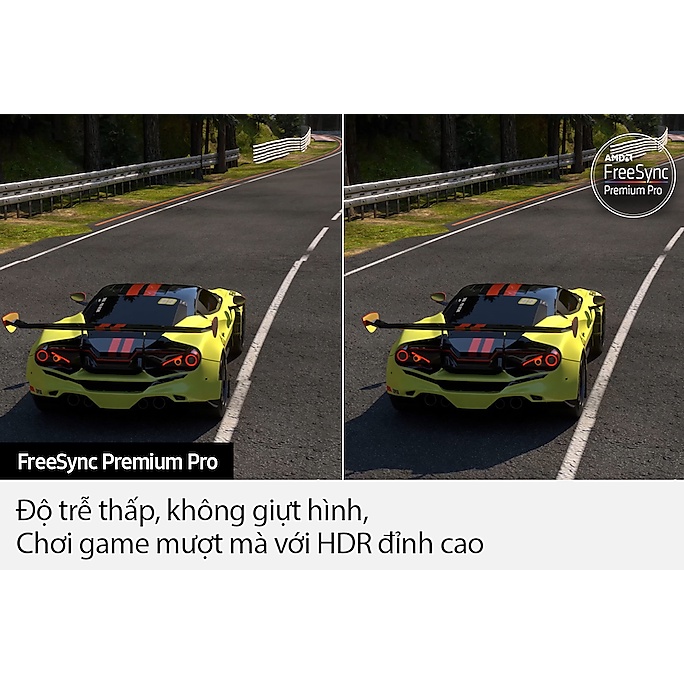 AMD
FreeSync
Premium Pro
FreeSync Premium Pro
Độ trễ thấp, không giựt hình,
Chơi game mượt mà với HDR đỉnh cao